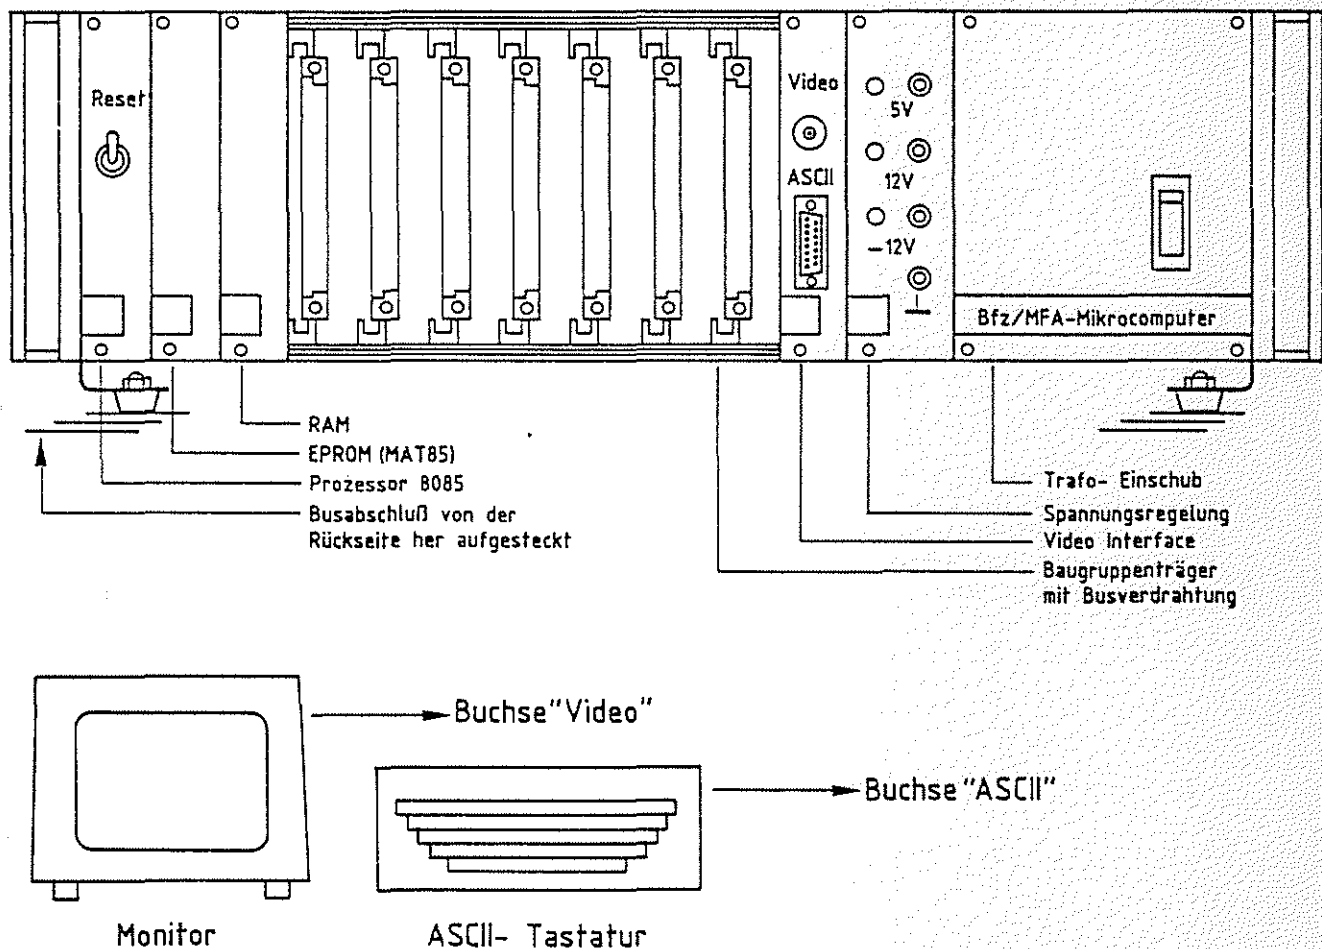 Reset
Video
ASCII
5V
12V
-12V
Bfz/MFA-Mikrocomputer
RAM
EPROM (MAT85)
Prozessor 8085
Busabschluß von der
Rückseite her aufgesteckt
Trafo- Einschub
Spannungsregelung
Video Interface
Baugruppenträger
mit Busverdrahtung
Buchse "Video"
Buchse "ASCII"
Monitor
ASCII- Tastatur